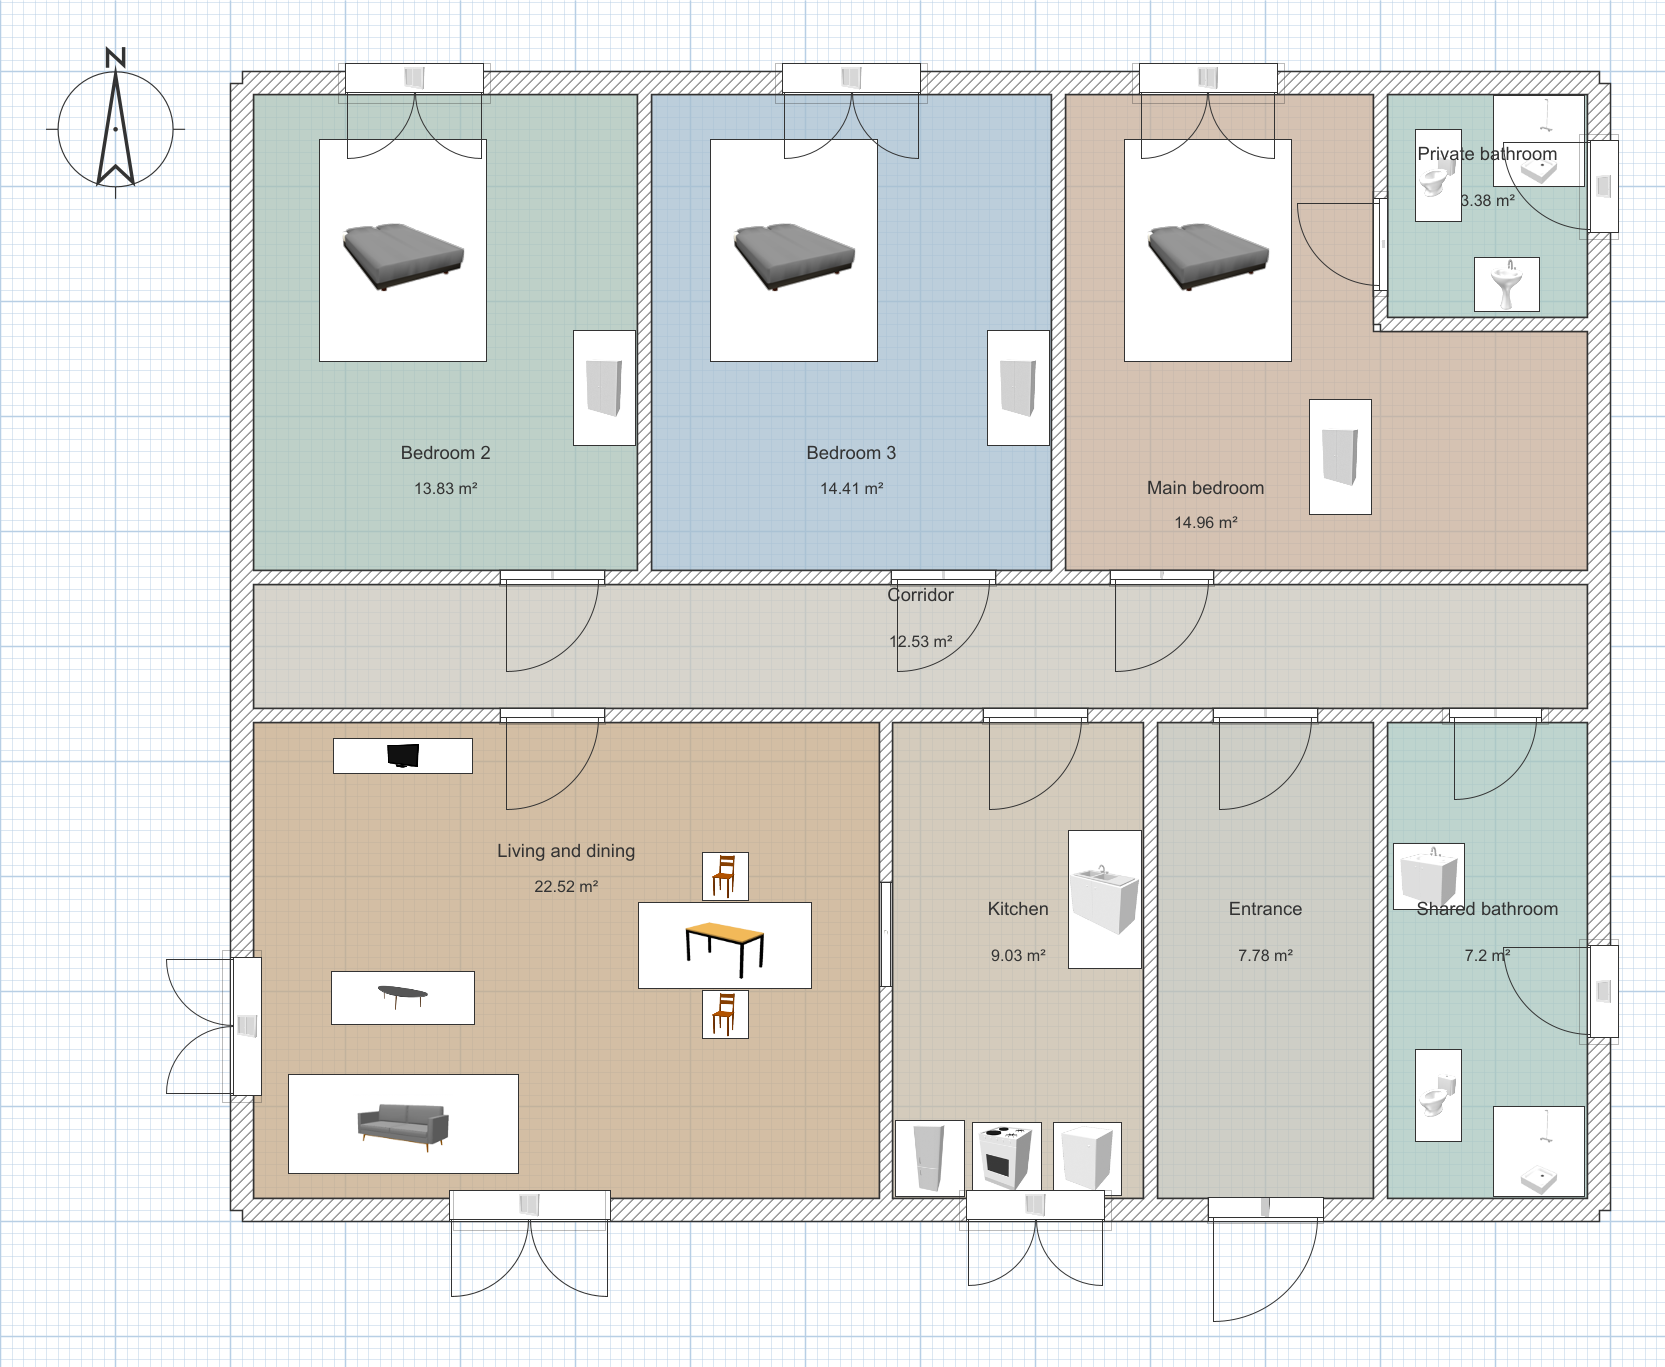 N
Private bathroom
3.38 m²
Bedroom 2
13.83 m²
Bedroom 3
14.41 m²
Main bedroom
14.96 m²
Corridor
12.53 m²
Living and dining
22.52 m²
Kitchen
9.03 m²
Entrance
7.78 m²
Shared bathroom
7.2 m²